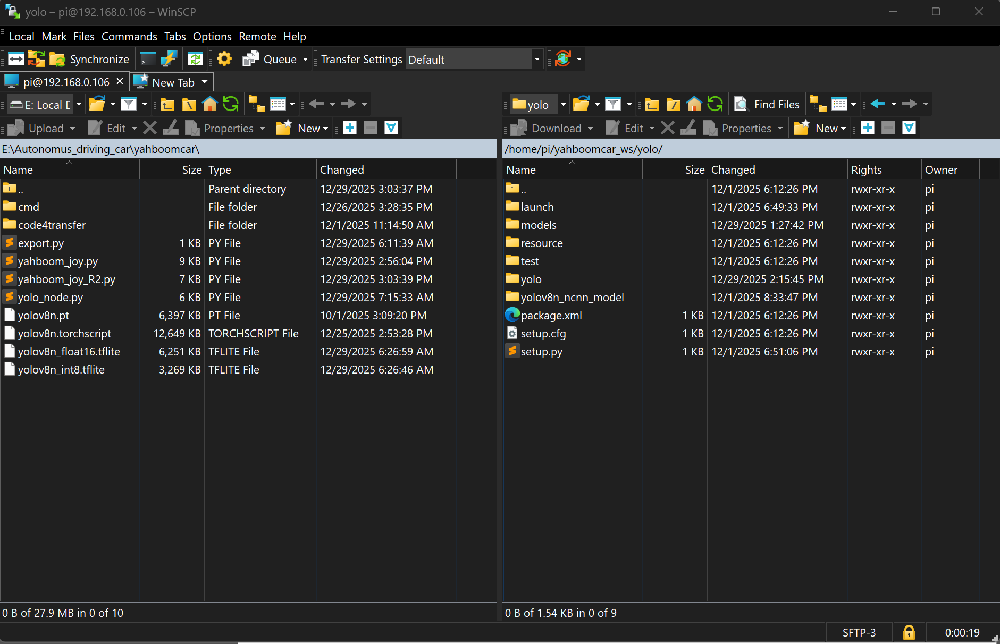 yolo – pi@192.168.0.106 – WinSCP
Local Mark Files Commands Tabs Options Remote Help
Synchronize Queue Transfer Settings Default
pi@192.168.0.106 New Tab
E: Local D yolo Find Files
Upload Edit Properties New Download Edit Properties New
E:\Autonomus_driving_car\yahboomcar\ /home/pi/yahboomcar_ws/yolo/
Name Size Type Changed Name Size Changed Rights Owner
.. Parent directory 12/29/2025 3:03:37 PM .. 12/1/2025 6:12:26 PM rwxr-xr-x pi
cmd File folder 12/26/2025 3:28:35 PM launch 12/1/2025 6:49:33 PM rwxr-xr-x pi
code4transfer File folder 12/1/2025 11:14:50 AM models 12/29/2025 1:27:42 PM rwxr-xr-x pi
export.py 1 KB PY File 12/29/2025 6:11:39 AM resource 12/1/2025 6:12:26 PM rwxr-xr-x pi
yahboom_joy.py 9 KB PY File 12/29/2025 2:56:04 PM test 12/1/2025 6:12:26 PM rwxr-xr-x pi
yahboom_joy_R2.py 7 KB PY File 12/29/2025 3:03:39 PM yolo 12/29/2025 2:15:45 PM rwxr-xr-x pi
yolo_node.py 6 KB PY File 12/29/2025 7:15:33 AM yolov8n_ncnn_model 12/1/2025 8:33:47 PM rwxr-xr-x pi
yolov8n.pt 6,397 KB PT File 10/1/2025 3:09:20 PM package.xml 1 KB 12/1/2025 6:12:26 PM rwxr-xr-x pi
yolov8n.torchscript 12,649 KB TORCHSCRIPT File 12/25/2025 2:53:28 PM setup.cfg 1 KB 12/1/2025 6:12:26 PM rwxr-xr-x pi
yolov8n_float16.tflite 6,251 KB TFLITE File 12/29/2025 6:26:59 AM setup.py 1 KB 12/1/2025 6:51:06 PM rwxr-xr-x pi
yolov8n_int8.tflite 3,269 KB TFLITE File 12/29/2025 6:26:46 AM
0 B of 27.9 MB in 0 of 10 0 B of 1.54 KB in 0 of 9
SFTP-3 0:00:19